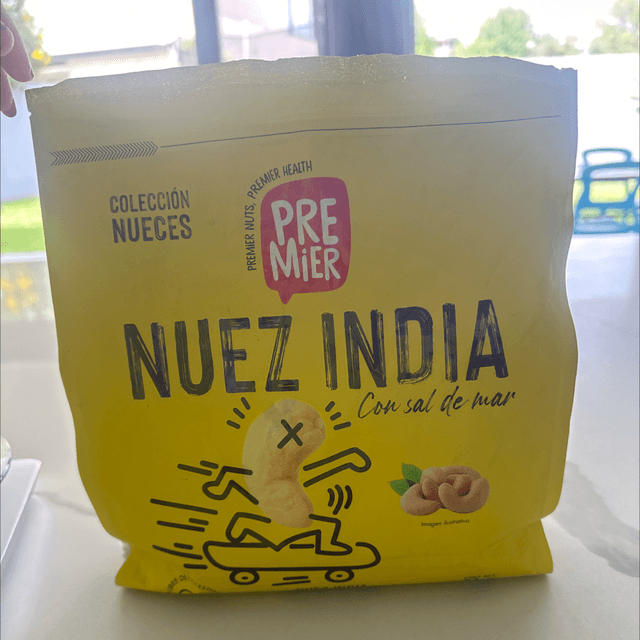 COLECCIÓN
NUECES
PREMIER NUTS, PREMIER HEALTH
PRE
MiER
NUEZ INDIA
Con sal de mar
Imagen ilustrativa